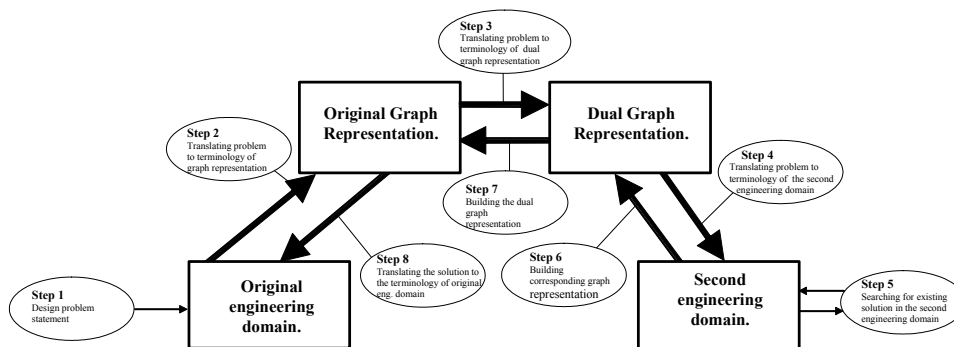 Step 3
Translating problem to
terminology of dual
graph representation
Original Graph
Representation.
Dual Graph
Representation.
Step 2
Translating problem
to terminology of
graph representation
Step 4
Translating problem to
terminology of the second
engineering domain
Step 7
Building the dual
graph
representation
Step 8
Translating the solution to
the terminology of original
eng. domain
Step 6
Building
corresponding graph
representation
Step 1
Design problem
statement
Original
engineering
domain.
Second
engineering
domain.
Step 5
Searching for existing
solution in the second
engineering domain